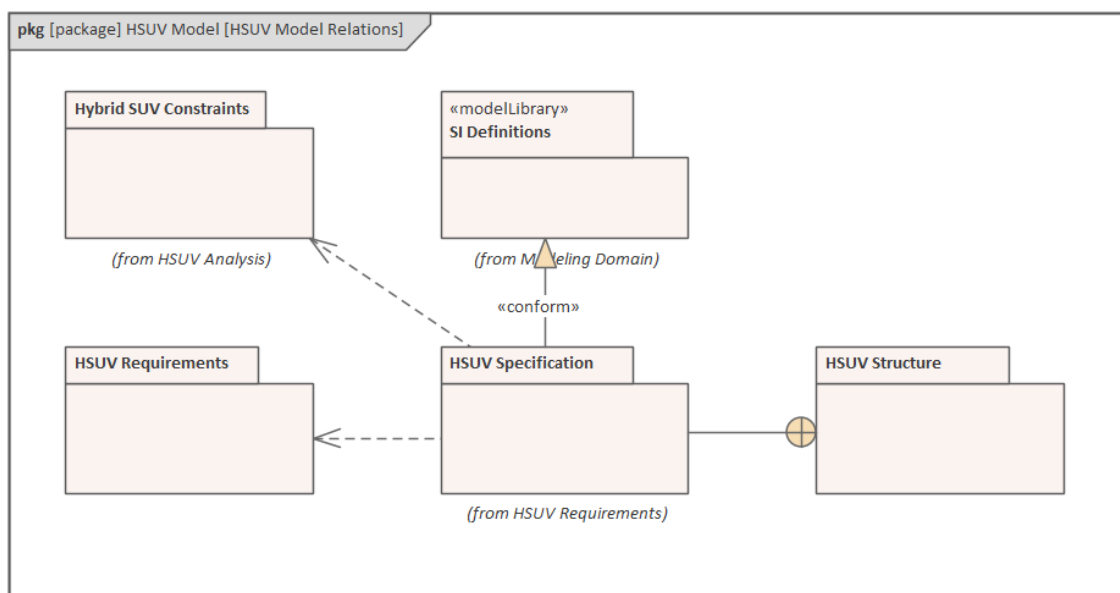 pkg [package] HSUV Model [HSUV Model Relations]
Hybrid SUV Constraints
«modelLibrary»
SI Definitions
(from HSUV Analysis)
(from Modeling Domain)
«conform»
HSUV Requirements
HSUV Specification
HSUV Structure
(from HSUV Requirements)